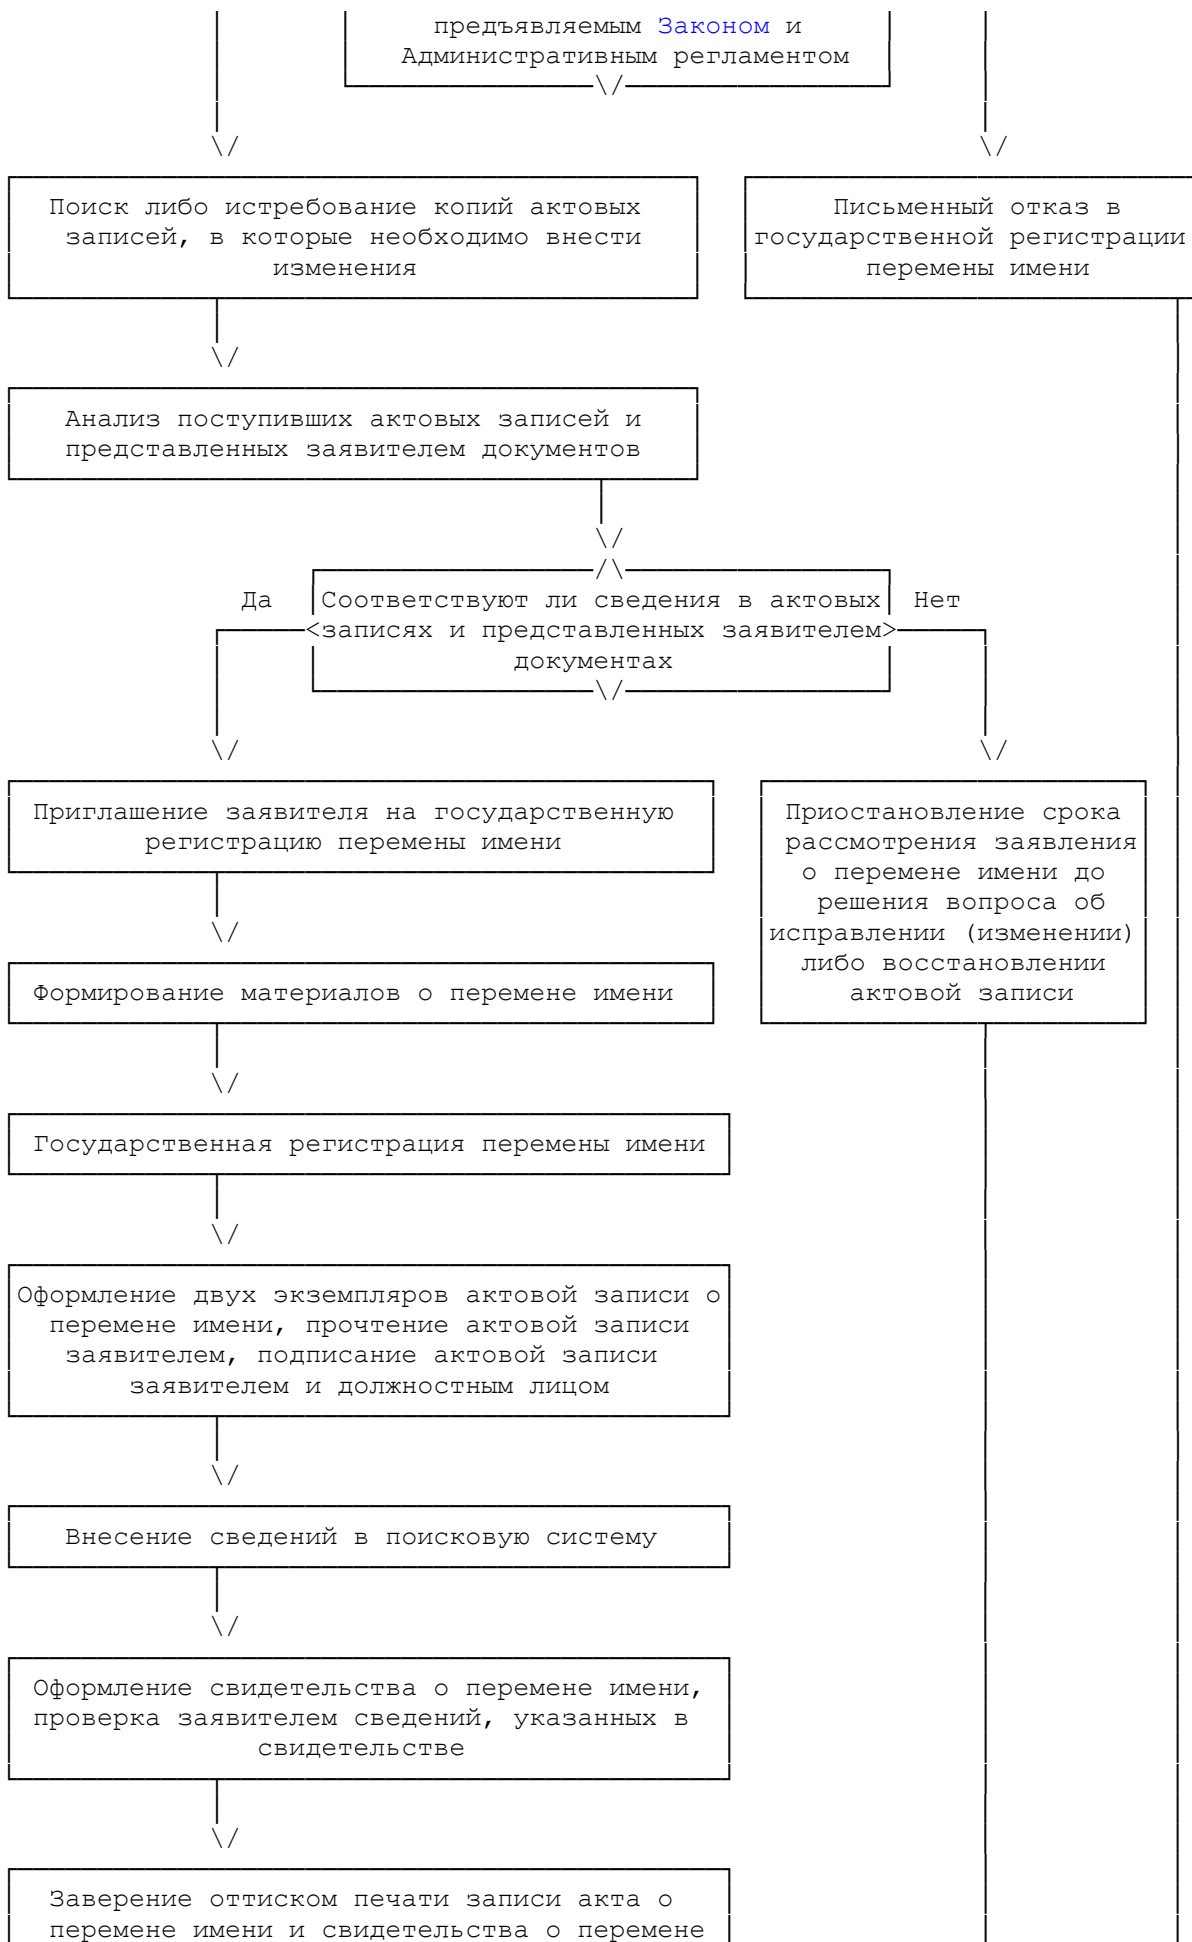 предъявляемым Законом и
Административным регламентом
Поиск либо истребование копий актовых
записей, в которые необходимо внести
изменения
Письменный отказ в
государственной регистрации
перемены имени
Анализ поступивших актовых записей и
представленных заявителем документов
Да
Соответствуют ли сведения в актовых
записях и представленных заявителем
документах
Нет
Приглашение заявителя на государственную
регистрацию перемены имени
Приостановление срока
рассмотрения заявления
о перемене имени до
решения вопроса об
исправлении (изменении)
либо восстановлении
актовой записи
Формирование материалов о перемене имени
Государственная регистрация перемены имени
Оформление двух экземпляров актовой записи о
перемене имени, прочтение актовой записи
заявителем, подписание актовой записи
заявителем и должностным лицом
Внесение сведений в поисковую систему
Оформление свидетельства о перемене имени,
проверка заявителем сведений, указанных в
свидетельстве
Заверение оттиском печати записи акта о
перемене имени и свидетельства о перемене